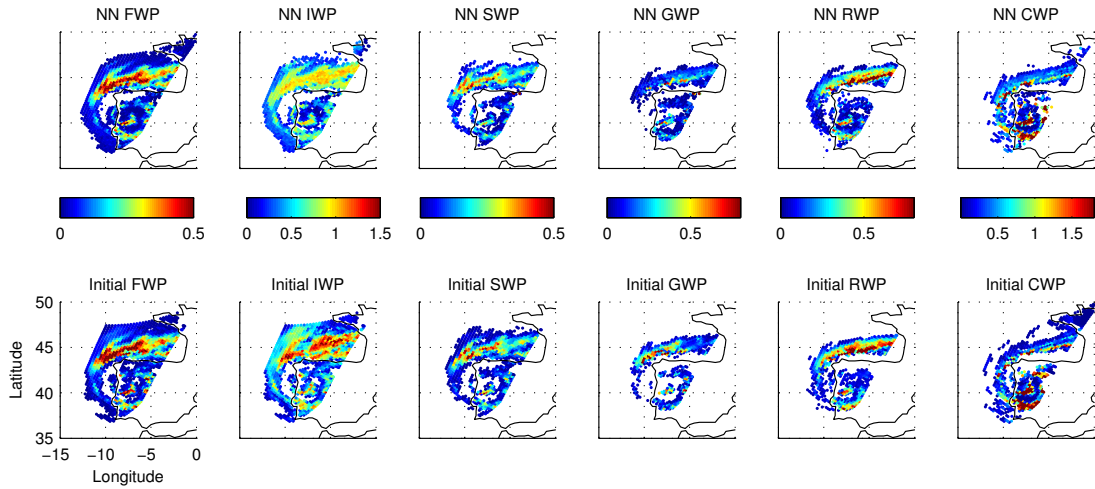 NN FWP NN IWP NN SWP NN GWP NN RWP NN CWP
0 0.5 0 0.5 1 1.5 0 0.5 0 0.5 0 0.5 0.5 1 1.5
Initial FWP Initial IWP Initial SWP Initial GWP Initial RWP Initial CWP
50
45
40
35
Latitude
−15 −10 −5 0
Longitude